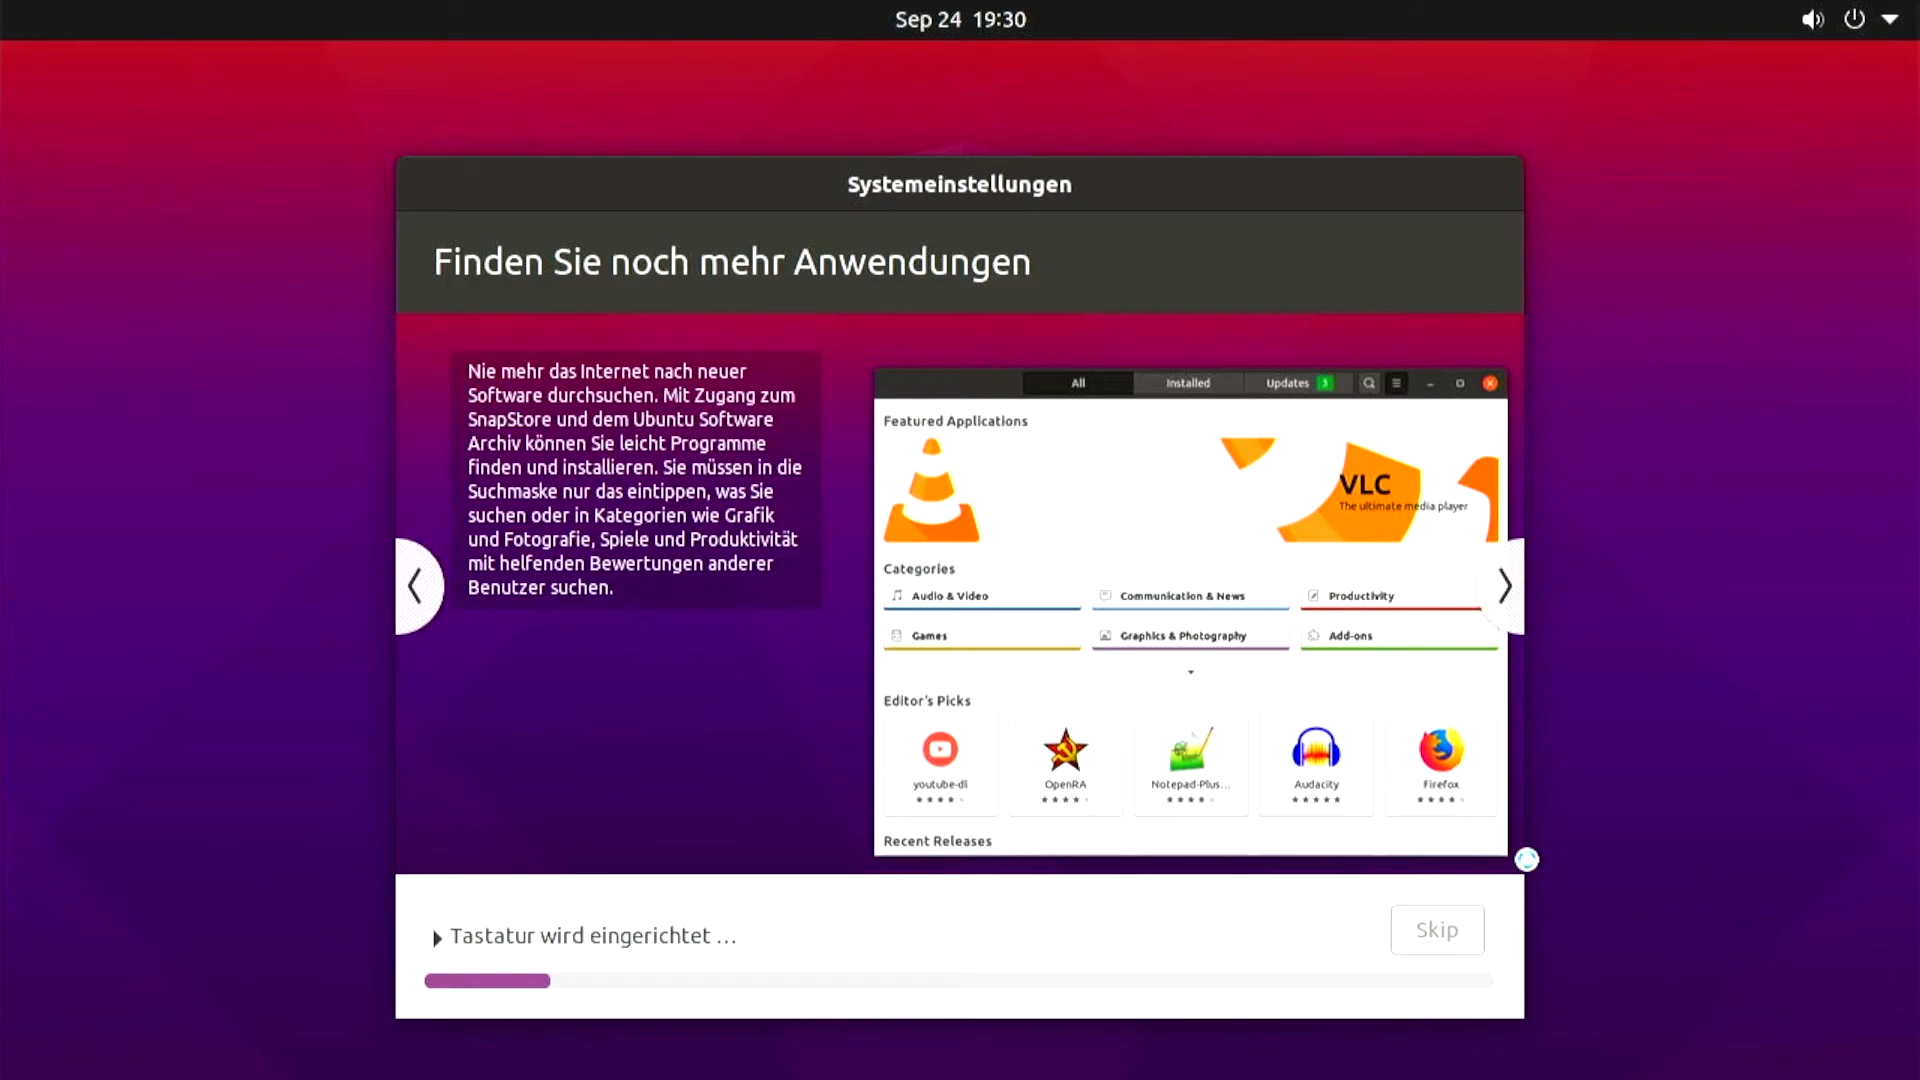 Sep 24 19:30
Systemeinstellungen
Finden Sie noch mehr Anwendungen
Nie mehr das Internet nach neuer
Software durchsuchen. Mit Zugang zum
SnapStore und dem Ubuntu Software
Archiv können Sie leicht Programme
finden und installieren. Sie müssen in die
Suchmaske nur das eintippen, was Sie
suchen oder in Kategorien wie Grafik
und Fotografie, Spiele und Produktivität
mit helfenden Bewertungen anderer
Benutzer suchen.
All Installed Updates 3
Featured Applications
VLC
The ultimate media player
Categories
Audio & Video Communication & News Productivity
Games Graphics & Photography Add-ons
Editor's Picks
youtube-dl OpenRA Notepad-Plus... Audacity Firefox
Recent Releases
Tastatur wird eingerichtet ...
Skip